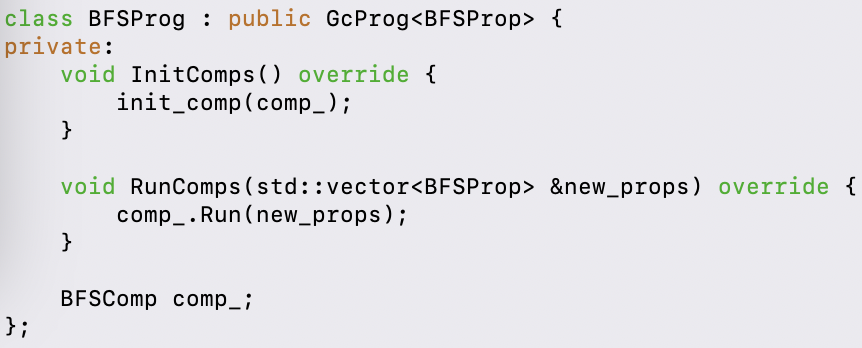 class BFSProg : public GcProg<BFSProp> {
private:
    void InitComps() override {
        init_comp(comp_);
    }

    void RunComps(std::vector<BFSProp> &new_props) override {
        comp_.Run(new_props);
    }

    BFSComp comp_;
};